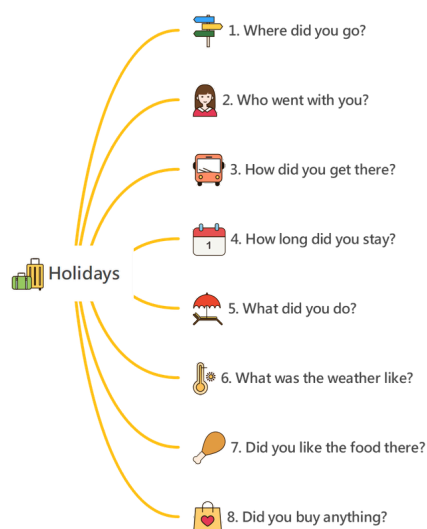 1. Where did you go?
2. Who went with you?
3. How did you get there?
1
4. How long did you stay?
Holidays
5. What did you do?
6. What was the weather like?
7. Did you like the food there?
8. Did you buy anything?